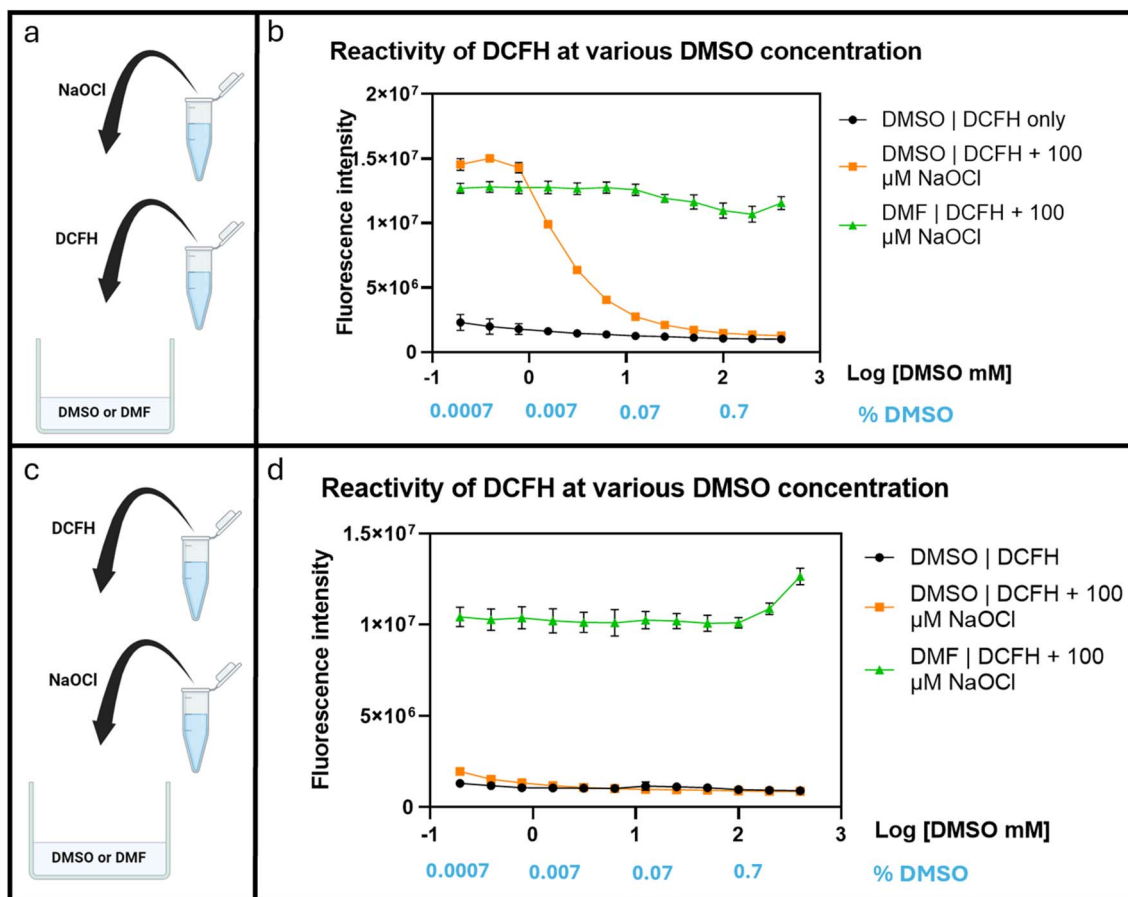 a
NaOCl
DCFH
DMSO or DMF
b
Reactivity of DCFH at various DMSO concentration
Fluorescence intensity
2×10⁷
1.5×10⁷
1×10⁷
5×10⁶
0
-1 0 1 2 3
Log [DMSO mM]
0.0007 0.007 0.07 0.7
% DMSO
DMSO | DCFH only
DMSO | DCFH + 100
µM NaOCl
DMF | DCFH + 100
µM NaOCl
c
DCFH
NaOCl
DMSO or DMF
d
Reactivity of DCFH at various DMSO concentration
Fluorescence intensity
1.5×10⁷
1×10⁷
5×10⁶
0
-1 0 1 2 3
Log [DMSO mM]
0.0007 0.007 0.07 0.7
% DMSO
DMSO | DCFH
DMSO | DCFH + 100
µM NaOCl
DMF | DCFH + 100
µM NaOCl